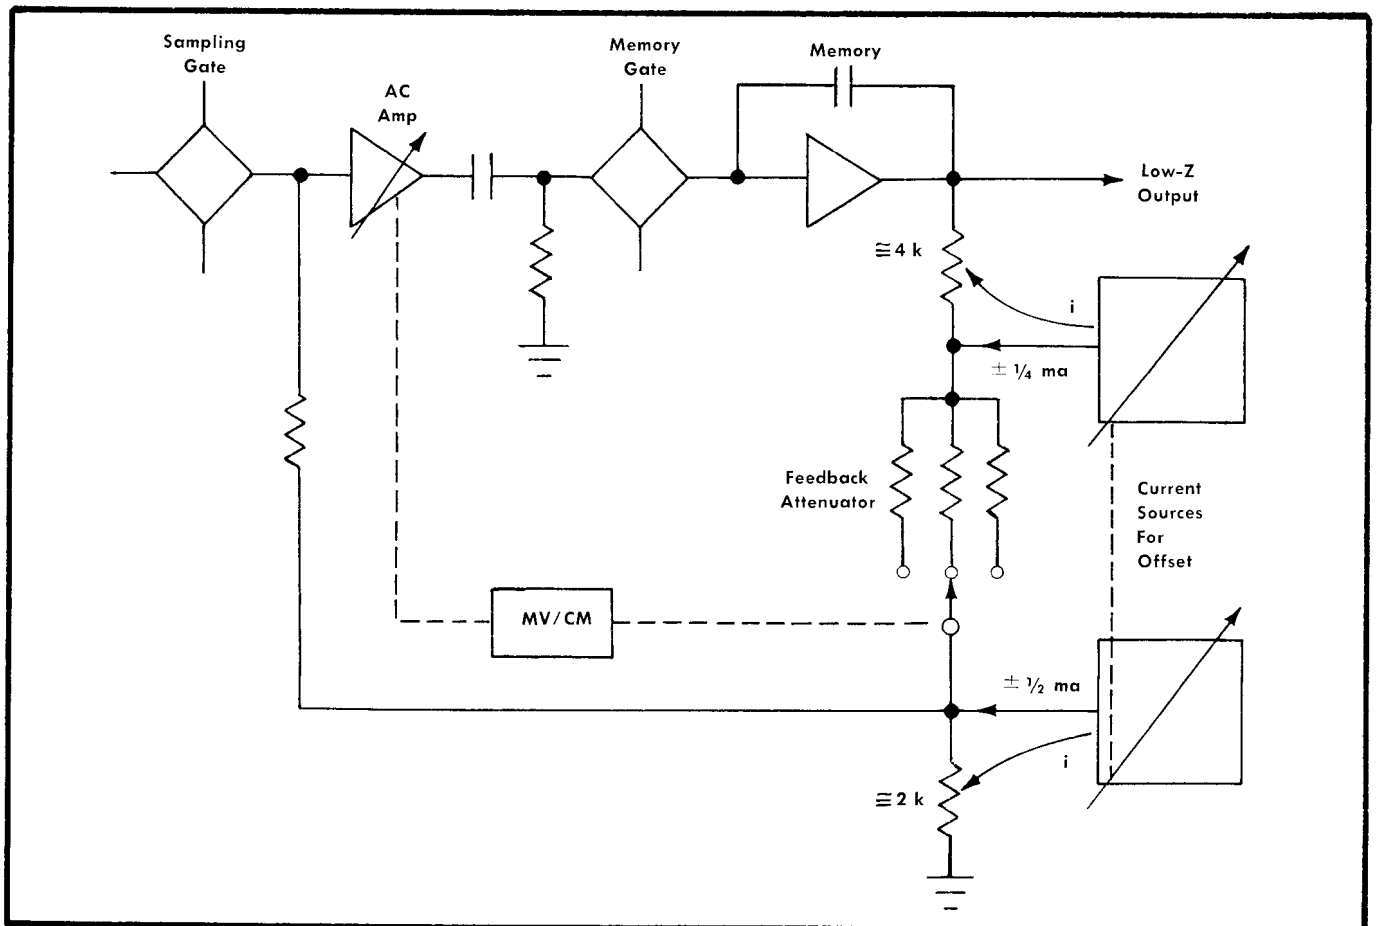 Sampling
Gate
AC
Amp
Memory
Gate
Memory
Low-Z
Output
≅4 k
i
± 1/4 ma
Feedback
Attenuator
Current
Sources
For
Offset
MV/CM
± 1/2 ma
i
≅2 k